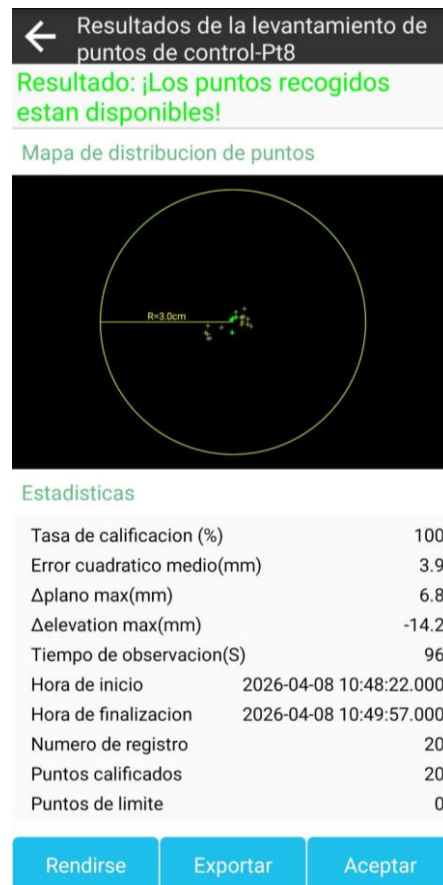 Resultados de la levantamiento de
puntos de control-Pt8
Resultado: ¡Los puntos recogidos
estan disponibles!
Mapa de distribucion de puntos
R=3.0cm
Estadisticas
Tasa de calificacion (%) 100
Error cuadratico medio(mm) 3.9
Δplano max(mm) 6.8
Δelevation max(mm) -14.2
Tiempo de observacion(S) 96
Hora de inicio 2026-04-08 10:48:22.000
Hora de finalizacion 2026-04-08 10:49:57.000
Numero de registro 20
Puntos calificados 20
Puntos de limite 0
Rendirse Exportar Aceptar